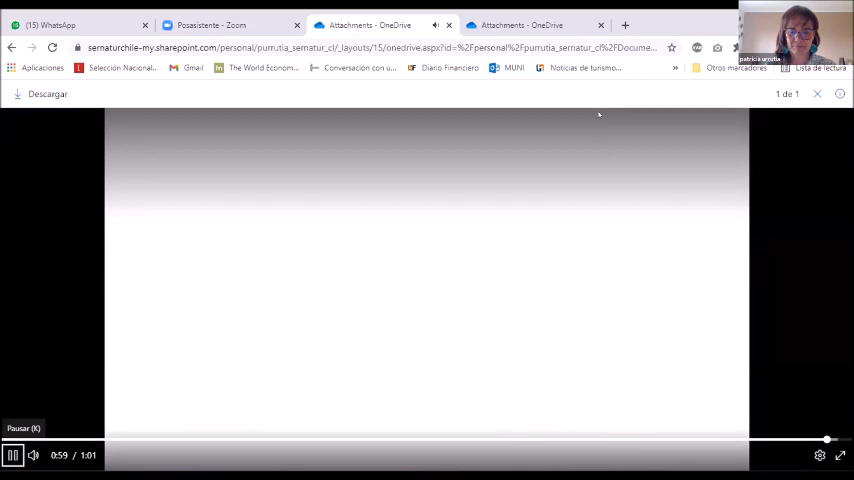 (15) WhatsApp
Posasistente - Zoom
Attachments - OneDrive
Attachments - OneDrive
sernaturchile-my.sharepoint.com/personal/purrutia_sernatur_cl/_layouts/15/onedrive.aspx?id=%2Fpersonal%2Fpurrutia_sernatur_cl%2FDocume...
Aplicaciones
Selección Nacional...
Gmail
The World Econom...
Conversación con u...
Diario Financiero
MUNI
Noticias de turismo...
»
Otros marcadores
Lista de lectura
patricia urrutia
Descargar
1 de 1
Pausar (K)
0:59 / 1:01